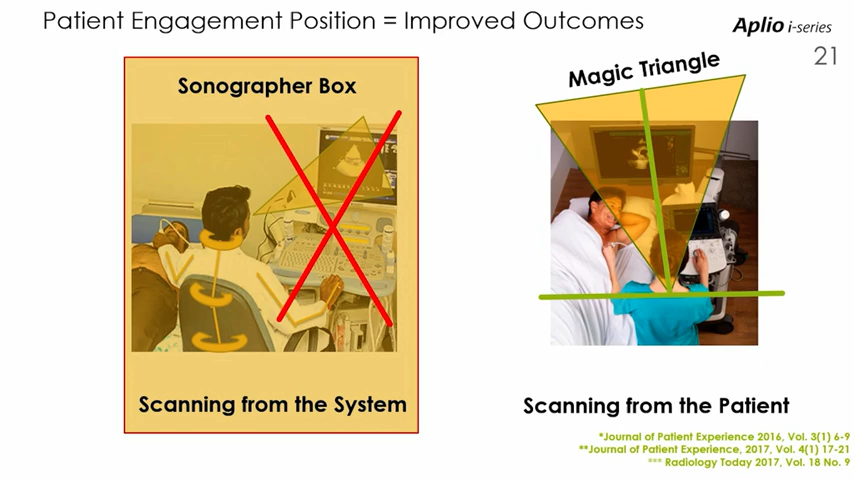 Patient Engagement Position = Improved Outcomes
Aplio i-series
21
Sonographer Box
Magic Triangle
Scanning from the System
Scanning from the Patient
*Journal of Patient Experience 2016, Vol. 3(1) 6-9
**Journal of Patient Experience, 2017, Vol. 4(1) 17-21
*** Radiology Today 2017, Vol. 18 No. 9